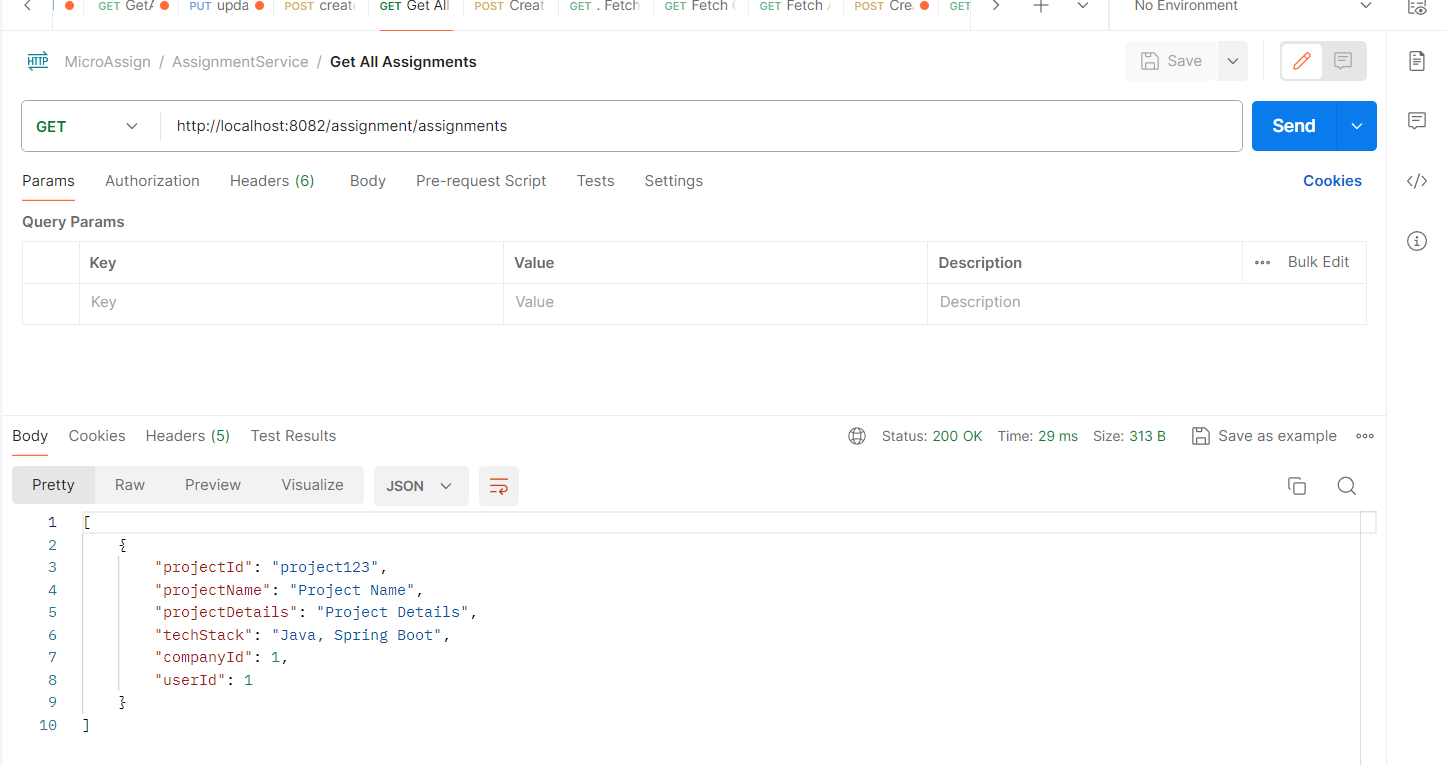 GET GetA PUT upda POST creat GET Get All POST Creat GET . Fetch GET Fetch GET Fetch POST Cre GET No Environment
HTTP MicroAssign / AssignmentService / Get All Assignments Save
GET http://localhost:8082/assignment/assignments Send
Params Authorization Headers (6) Body Pre-request Script Tests Settings Cookies
Query Params
Key Value Description Bulk Edit
Key Value Description
Body Cookies Headers (5) Test Results Status: 200 OK Time: 29 ms Size: 313 B Save as example
Pretty Raw Preview Visualize JSON
1 [
2 {
3 "projectId": "project123",
4 "projectName": "Project Name",
5 "projectDetails": "Project Details",
6 "techStack": "Java, Spring Boot",
7 "companyId": 1,
8 "userId": 1
9 }
10 ]